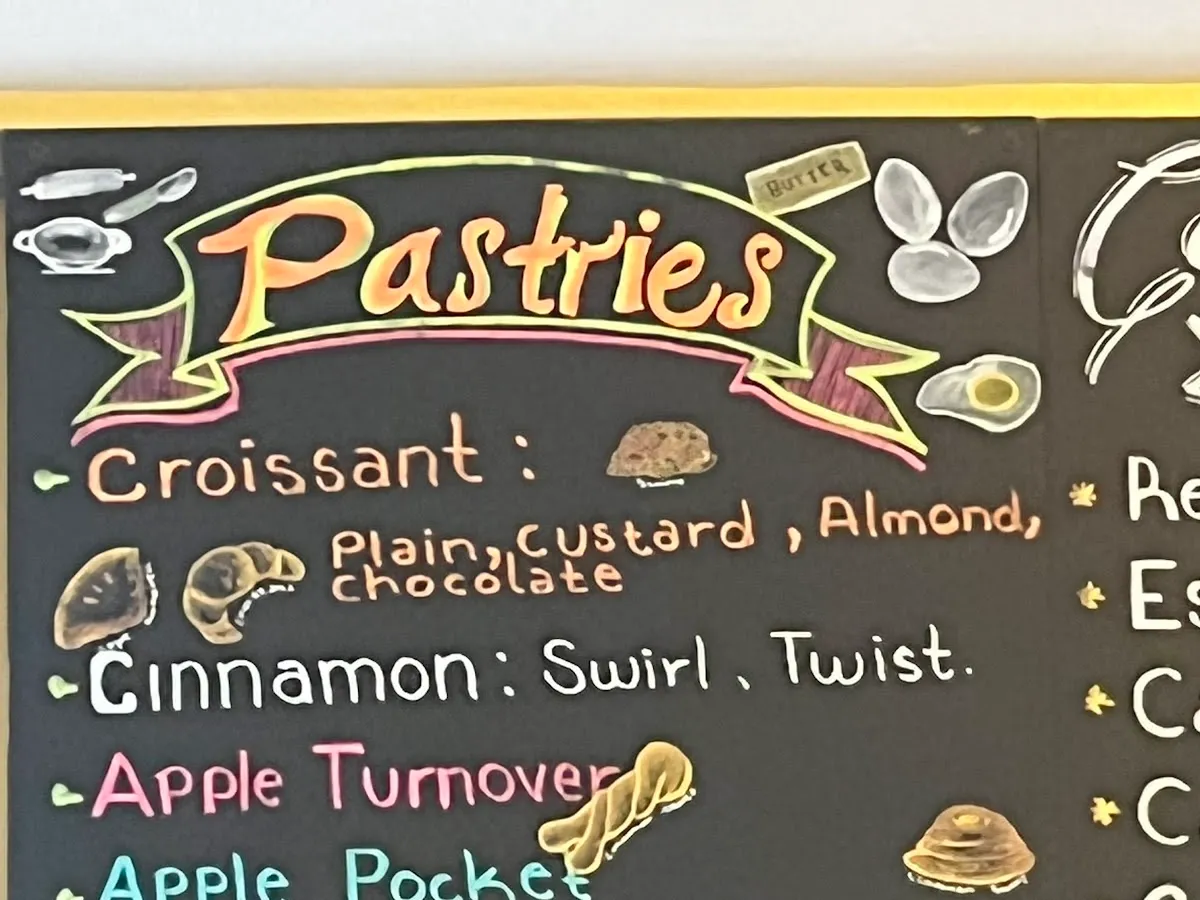 BUTTER
Pastries
Croissant :
Plain, Custard , Almond,
chocolate
Cinnamon : Swirl , Twist.
Apple Turnover
Apple Pocket